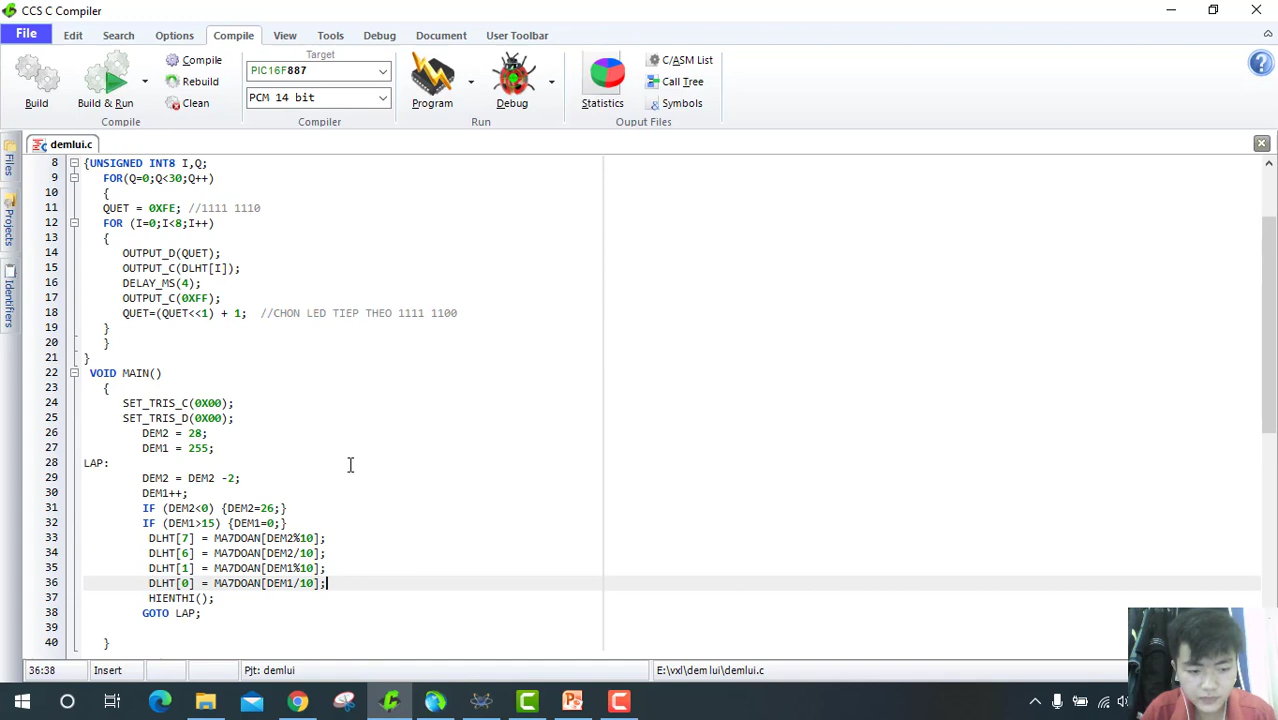 CCS C Compiler
File Edit Search Options Compile View Tools Debug Document User Toolbar
Target
Build
Build & Run
Compile
Rebuild
Clean
PIC16F887
PCM 14 bit
Program
Debug
Statistics
C/ASM List
Call Tree
Symbols
Compile Compiler Run Ouput Files
demlui.c
Files
Projects
Identifiers
8 {UNSIGNED INT8 I,Q;
9 FOR(Q=0;Q<30;Q++)
10 {
11 QUET = 0XFE; //1111 1110
12 FOR (I=0;I<8;I++)
13 {
14 OUTPUT_D(QUET);
15 OUTPUT_C(DLHT[I]);
16 DELAY_MS(4);
17 OUTPUT_C(0XFF);
18 QUET=(QUET<<1) + 1; //CHON LED TIEP THEO 1111 1100
19 }
20 }
21 }
22 VOID MAIN()
23 {
24 SET_TRIS_C(0X00);
25 SET_TRIS_D(0X00);
26 DEM2 = 28;
27 DEM1 = 255;
28 LAP:
29 DEM2 = DEM2 -2;
30 DEM1++;
31 IF (DEM2<0) {DEM2=26;}
32 IF (DEM1>15) {DEM1=0;}
33 DLHT[7] = MA7DOAN[DEM2%10];
34 DLHT[6] = MA7DOAN[DEM2/10];
35 DLHT[1] = MA7DOAN[DEM1%10];
36 DLHT[0] = MA7DOAN[DEM1/10];
37 HIENTHI();
38 GOTO LAP;
39
40 }
36:38 Insert Pjt: demlui E:\vxl\dem lui\demlui.c